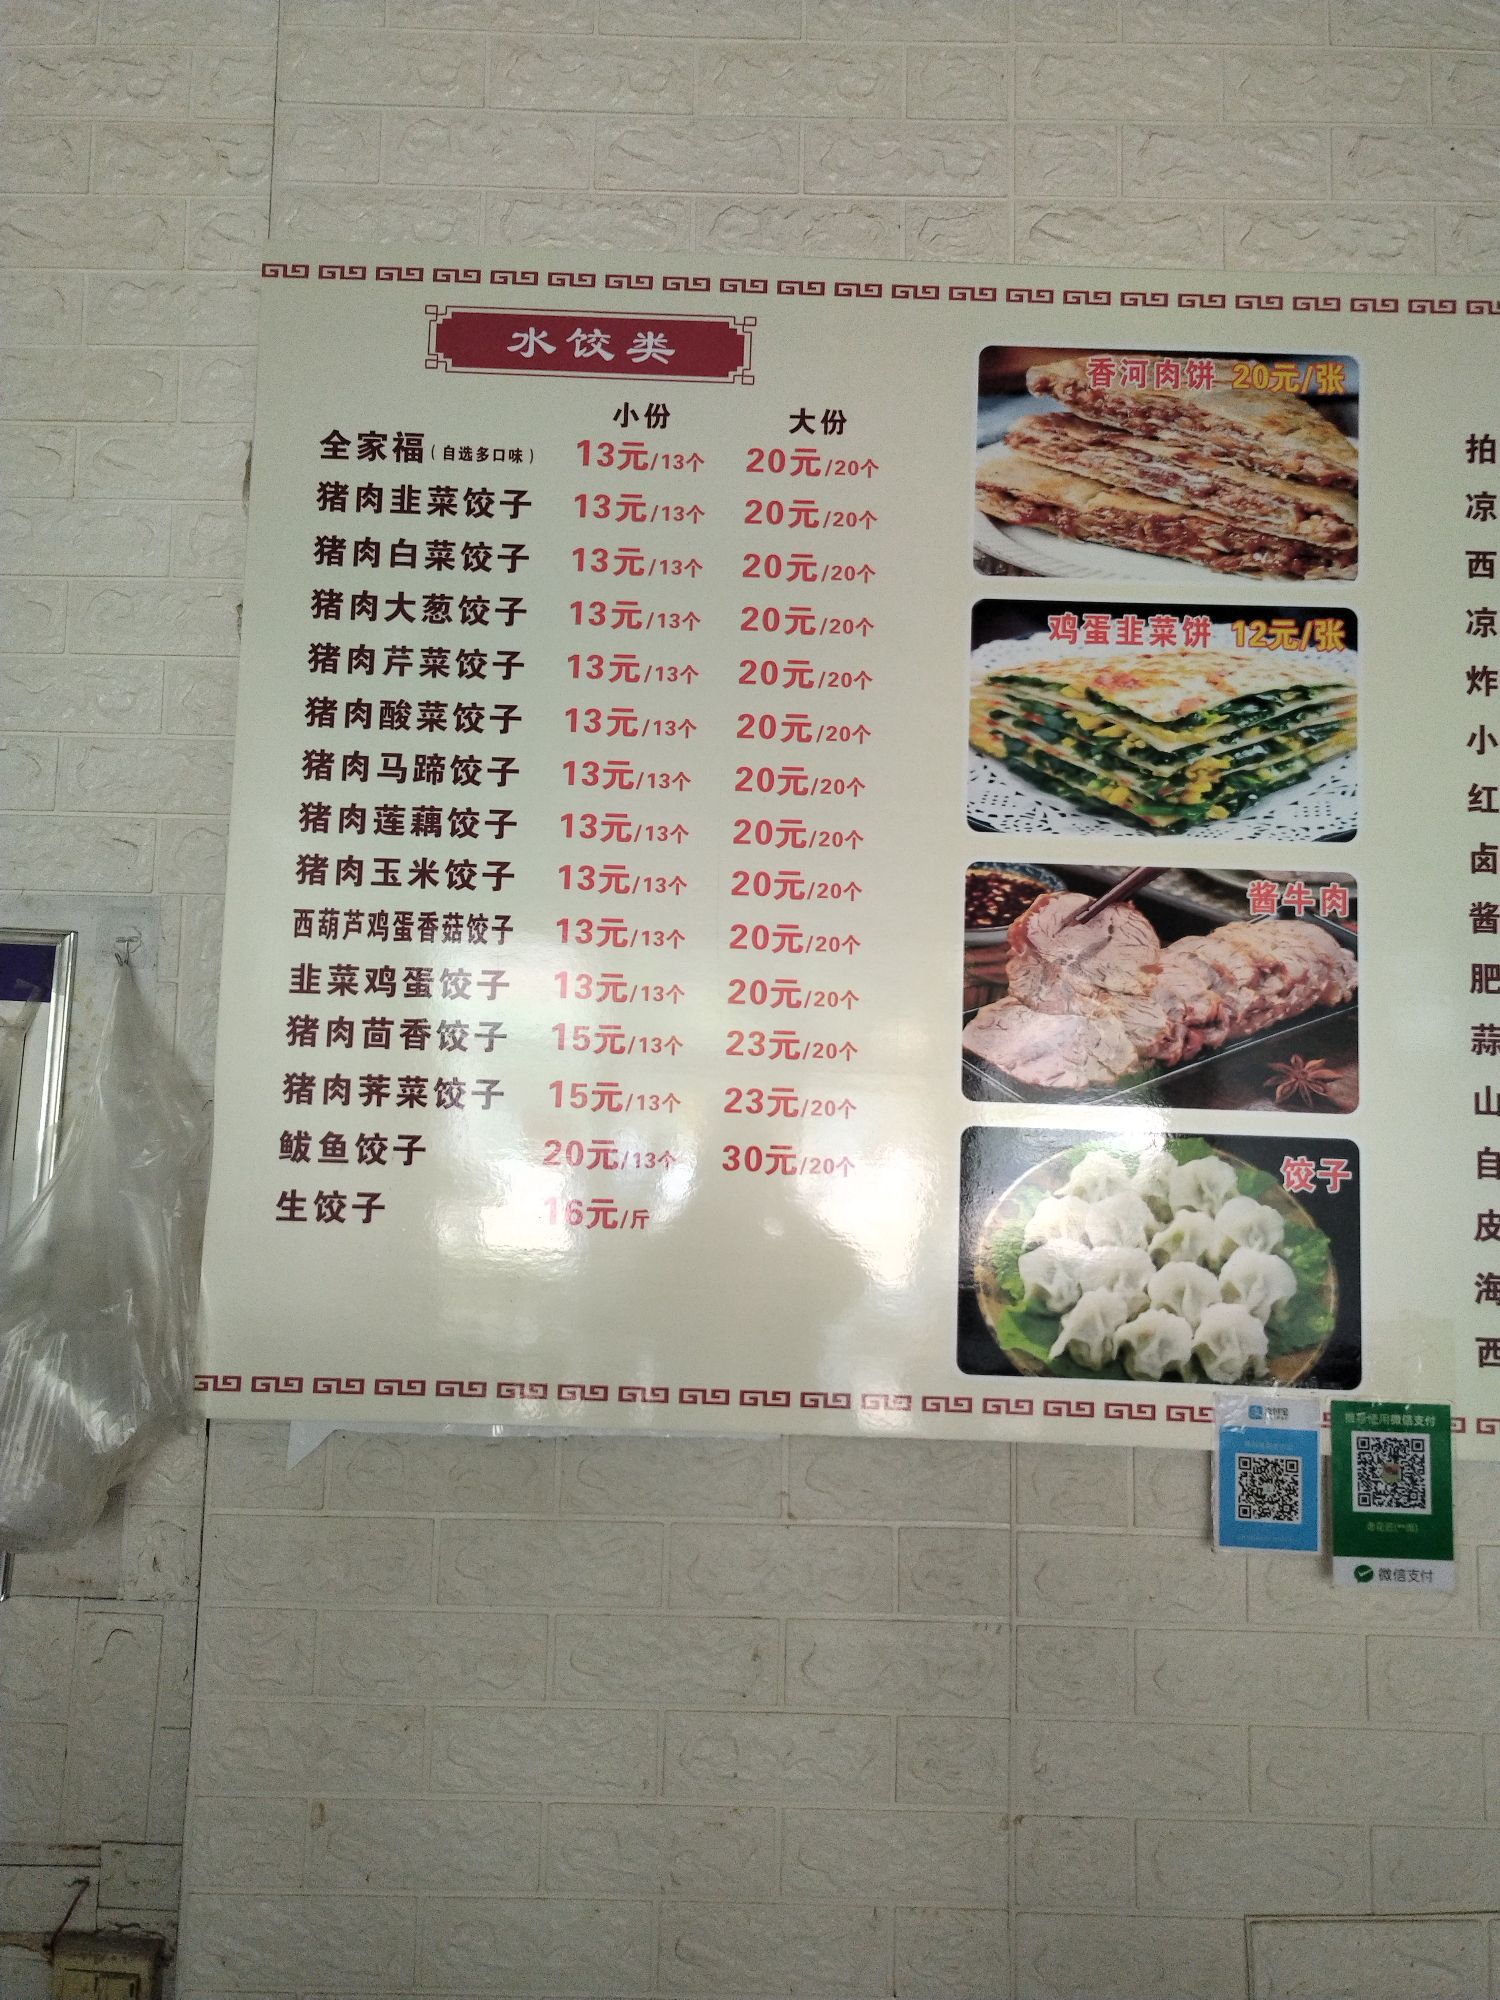 水饺类
小份 大份
全家福(自选多口味) 13元/13个 20元/20个
猪肉韭菜饺子 13元/13个 20元/20个
猪肉白菜饺子 13元/13个 20元/20个
猪肉大葱饺子 13元/13个 20元/20个
猪肉芹菜饺子 13元/13个 20元/20个
猪肉酸菜饺子 13元/13个 20元/20个
猪肉马蹄饺子 13元/13个 20元/20个
猪肉莲藕饺子 13元/13个 20元/20个
猪肉玉米饺子 13元/13个 20元/20个
西葫芦鸡蛋香菇饺子 13元/13个 20元/20个
韭菜鸡蛋饺子 13元/13个 20元/20个
猪肉茴香饺子 15元/13个 23元/20个
猪肉荠菜饺子 15元/13个 23元/20个
鲅鱼饺子 20元/13个 30元/20个
生饺子 16元/斤
香河肉饼 20元/张
鸡蛋韭菜饼 12元/张
酱牛肉
饺子
拍
凉
西
凉
炸
小
红
卤
酱
肥
蒜
山
自
皮
海
西
支付宝
推荐使用微信支付
微信支付